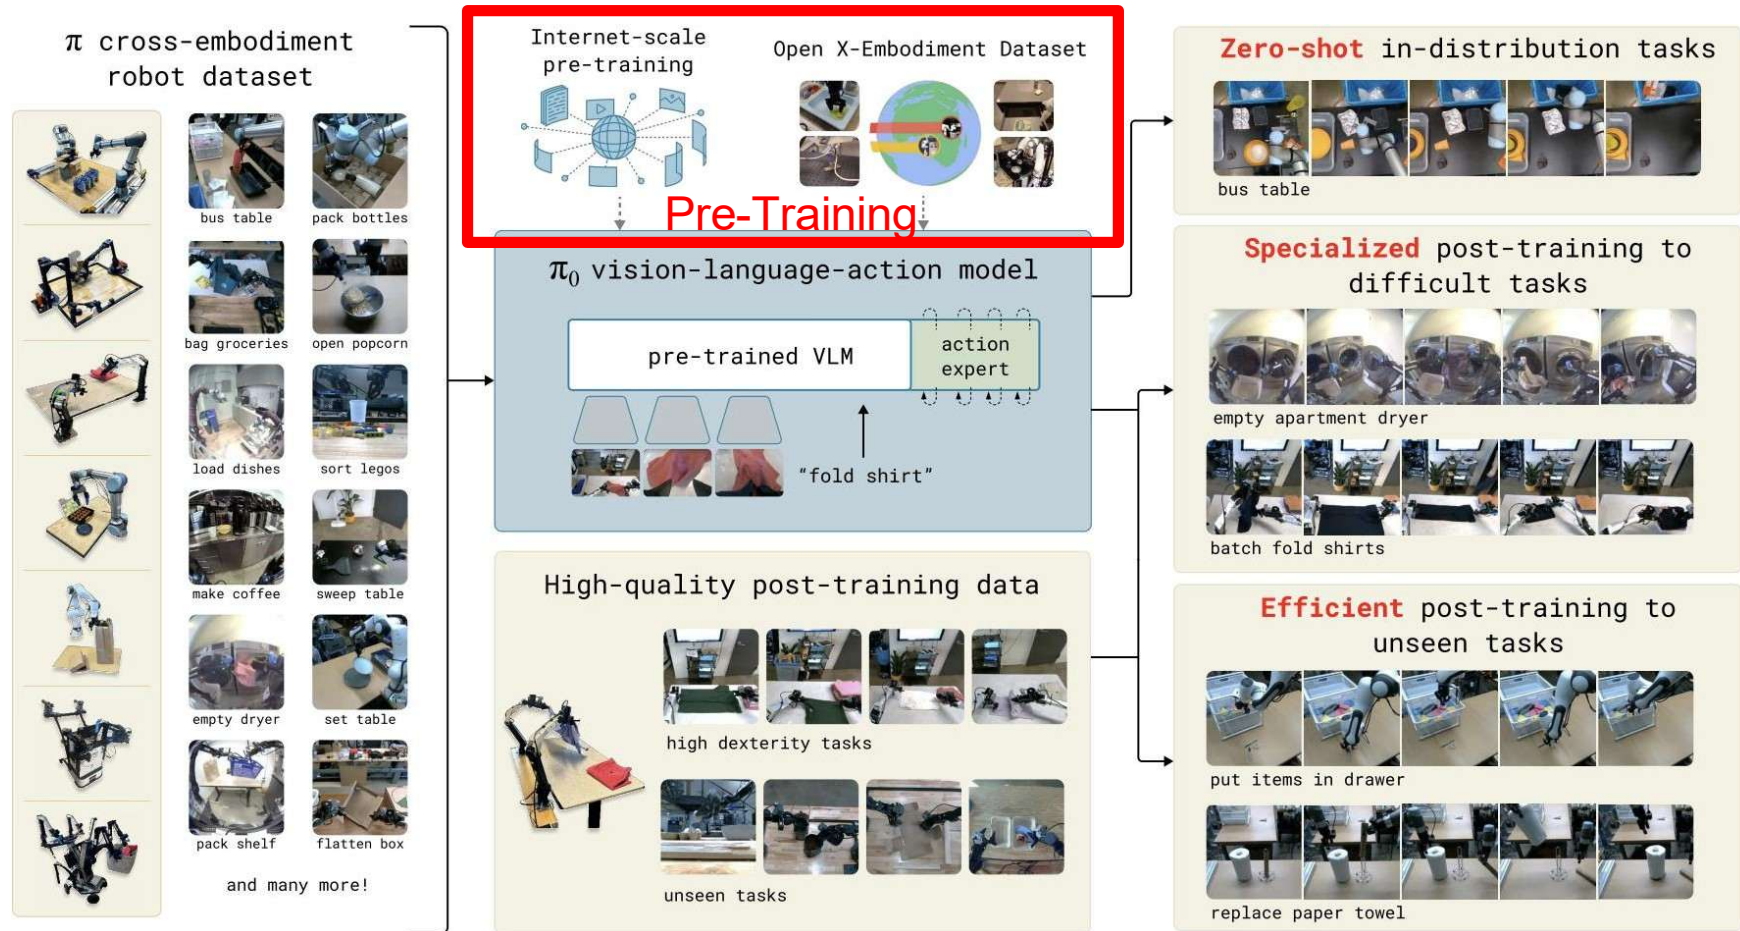 π cross-embodiment
robot dataset
bus table
pack bottles
bag groceries
open popcorn
load dishes
sort legos
make coffee
sweep table
empty dryer
set table
pack shelf
flatten box
and many more!
Internet-scale
pre-training
Open X-Embodiment Dataset
Pre-Training
π₀ vision-language-action model
pre-trained VLM
action
expert
“fold shirt”
High-quality post-training data
high dexterity tasks
unseen tasks
Zero-shot in-distribution tasks
bus table
Specialized post-training to
difficult tasks
empty apartment dryer
batch fold shirts
Efficient post-training to
unseen tasks
put items in drawer
replace paper towel